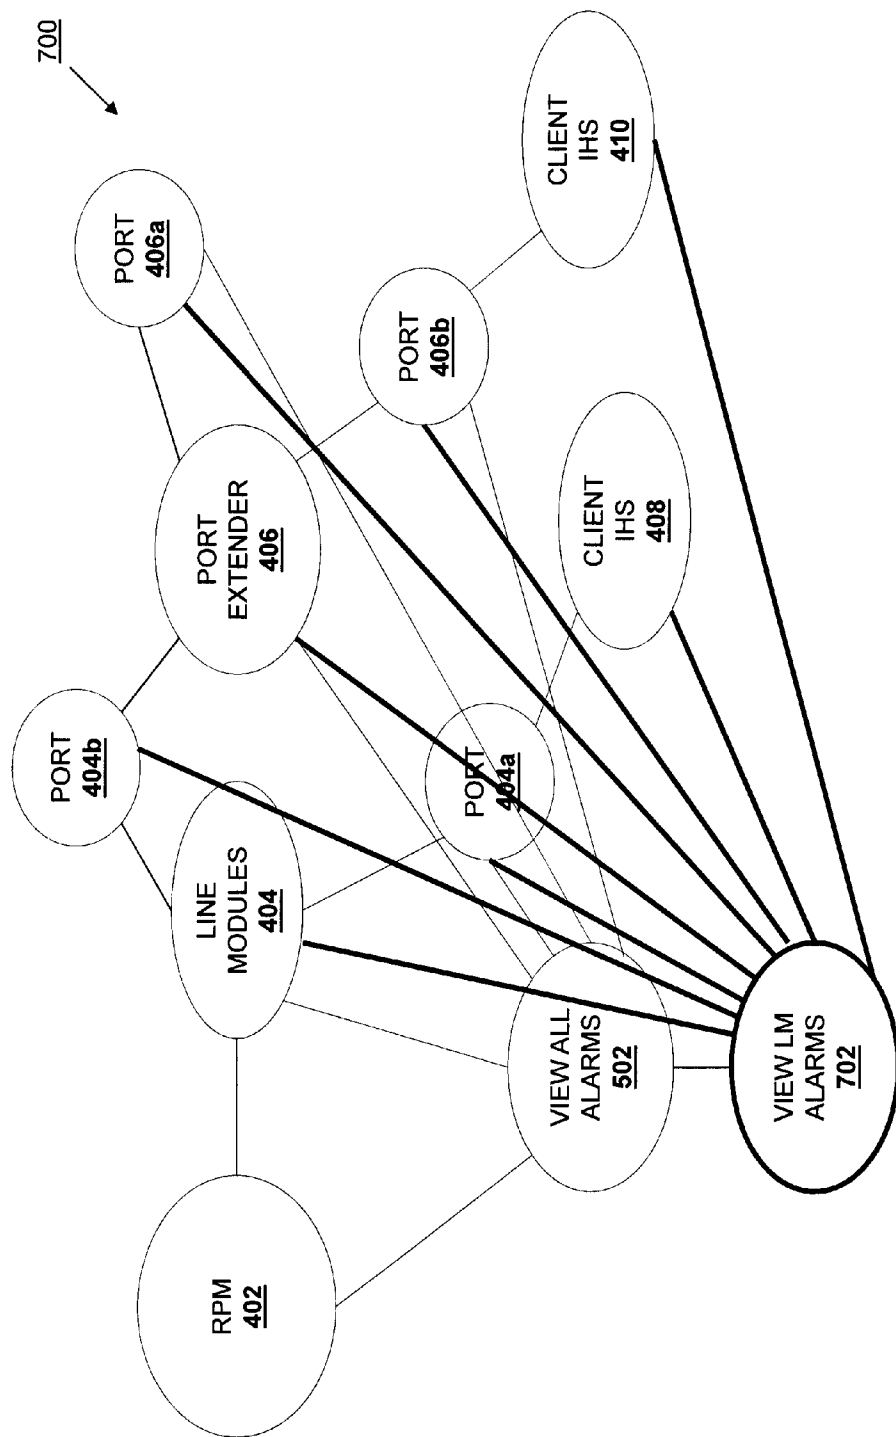 700
PORT
406a
CLIENT
IHS
410
PORT
406b
PORT
EXTENDER
406
CLIENT
IHS
408
PORT
404b
PORT
404a
LINE
MODULES
404
VIEW ALL
ALARMS
502
VIEW LM
ALARMS
702
RPM
402